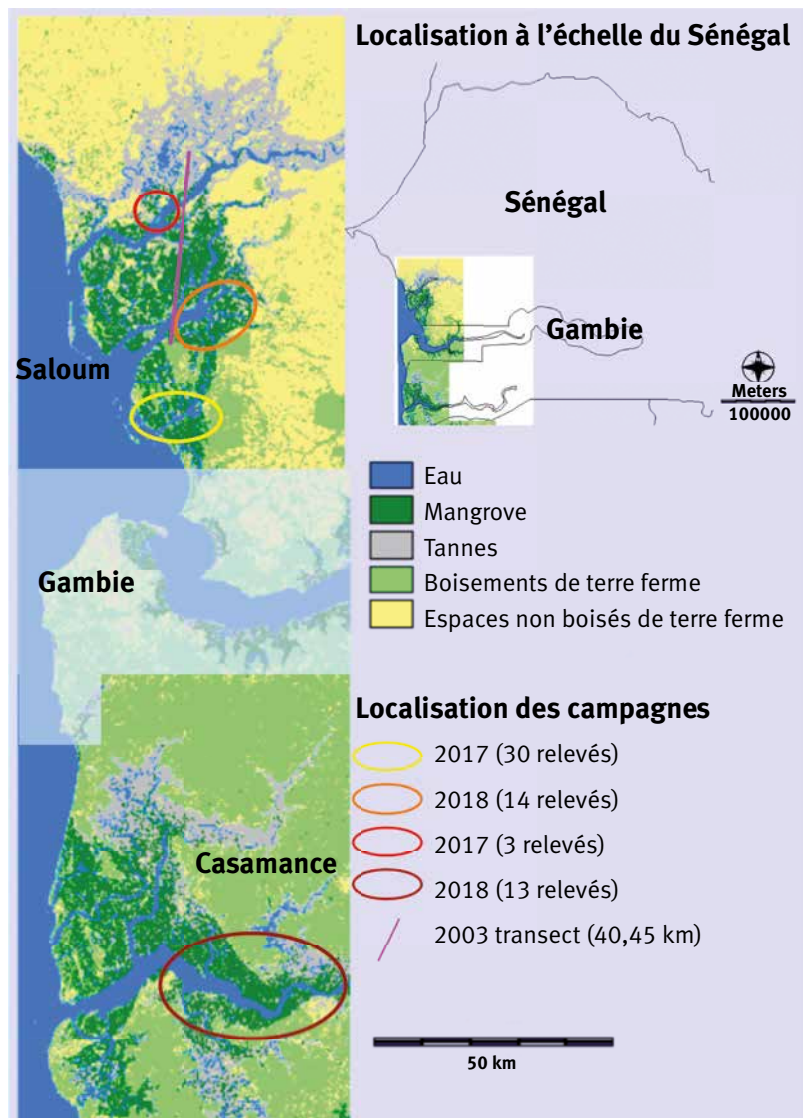 Localisation à l'échelle du Sénégal
Sénégal
Gambie
Meters
100000
Saloum
Gambie
Casamance
Eau
Mangrove
Tannes
Boisements de terre ferme
Espaces non boisés de terre ferme
Localisation des campagnes
2017 (30 relevés)
2018 (14 relevés)
2017 (3 relevés)
2018 (13 relevés)
2003 transect (40,45 km)
50 km